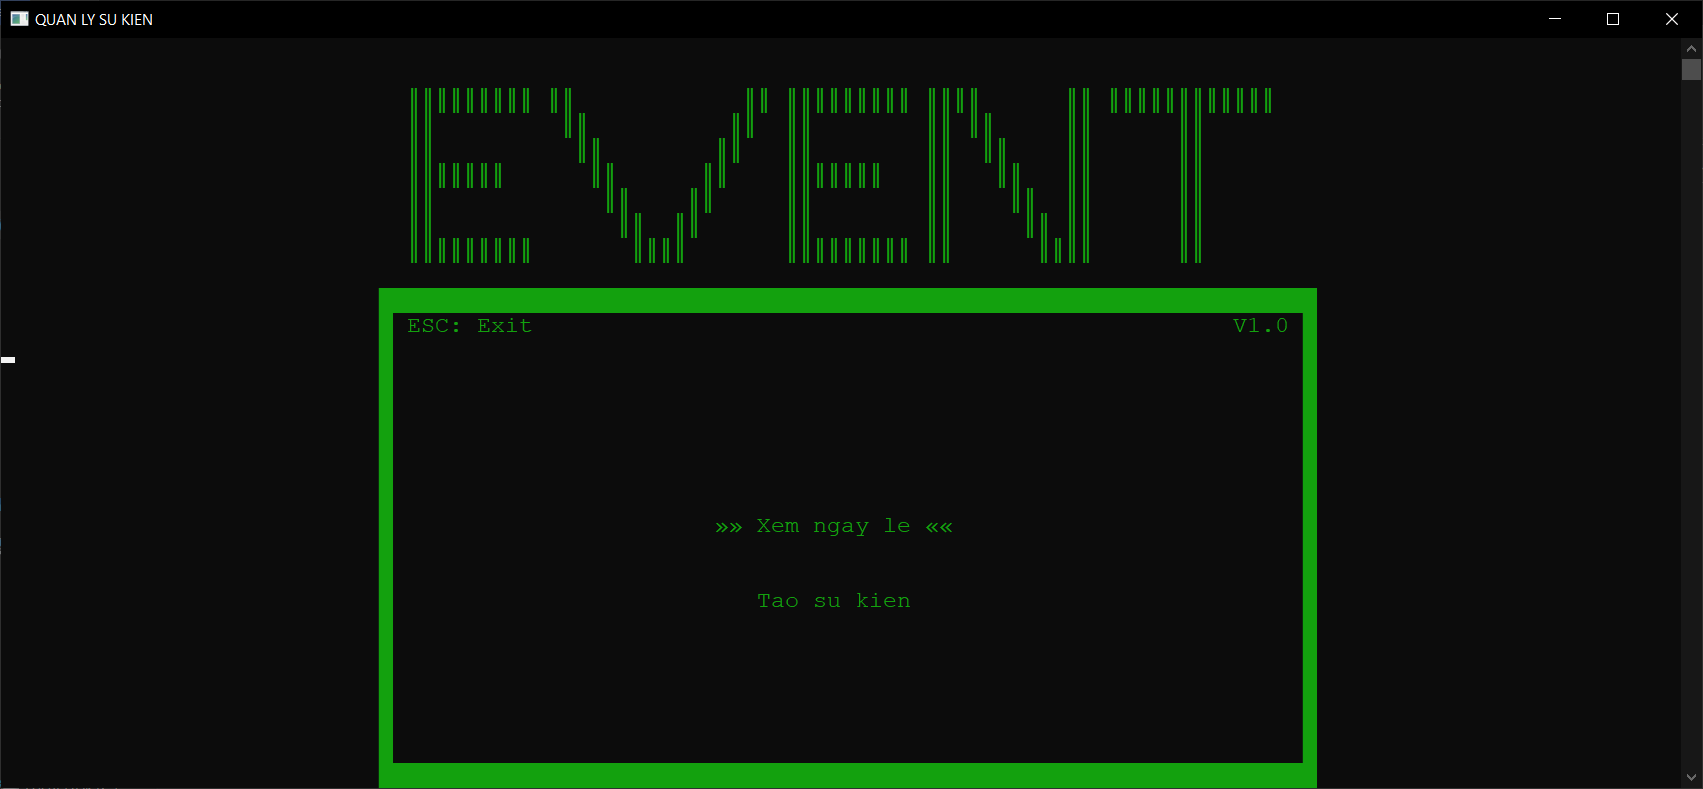 QUAN LY SU KIEN
EVENT
ESC: Exit V1.0
»» Xem ngay le ««
Tao su kien